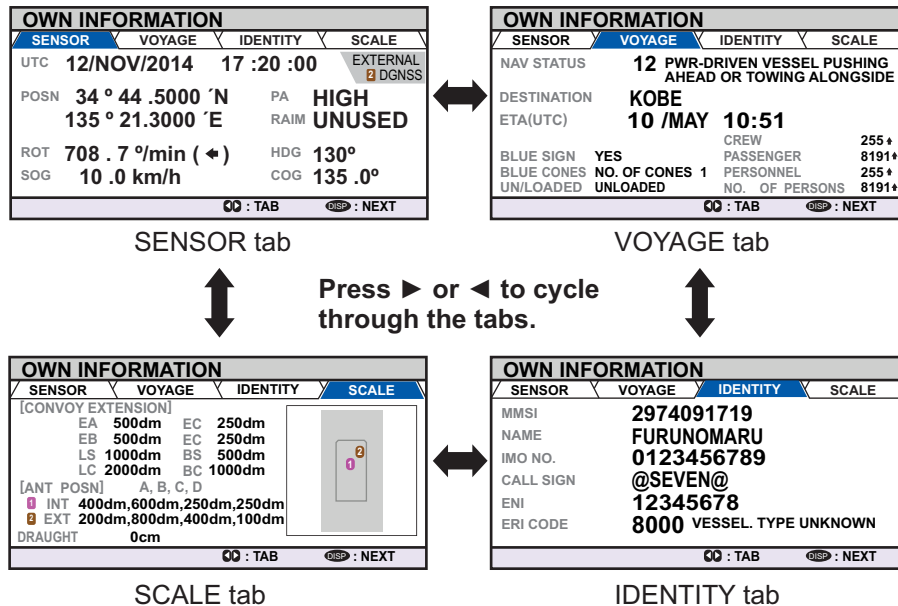 OWN INFORMATION
SENSOR VOYAGE IDENTITY SCALE
UTC 12/NOV/2014 17 :20 :00 EXTERNAL
2 DGNSS
POSN 34 º 44 .5000 ´N PA HIGH
135 º 21.3000 ´E RAIM UNUSED
ROT 708 . 7 º/min ( ) HDG 130º
SOG 10 .0 km/h COG 135 .0º
: TAB DISP : NEXT
SENSOR tab
OWN INFORMATION
SENSOR VOYAGE IDENTITY SCALE
NAV STATUS 12 PWR-DRIVEN VESSEL PUSHING
AHEAD OR TOWING ALONGSIDE
DESTINATION KOBE
ETA(UTC) 10 /MAY 10:51
CREW 255
BLUE SIGN YES PASSENGER 8191
BLUE CONES NO. OF CONES 1 PERSONNEL 255
UN/LOADED UNLOADED NO. OF PERSONS 8191
: TAB DISP : NEXT
VOYAGE tab
Press ► or ◄ to cycle
through the tabs.
OWN INFORMATION
SENSOR VOYAGE IDENTITY SCALE
[CONVOY EXTENSION]
EA 500dm EC 250dm
EB 500dm EC 250dm
LS 1000dm BS 500dm
LC 2000dm BC 1000dm
[ANT POSN] A, B, C, D
1 INT 400dm,600dm,250dm,250dm
2 EXT 200dm,800dm,400dm,100dm
DRAUGHT 0cm
2
1
: TAB DISP : NEXT
SCALE tab
OWN INFORMATION
SENSOR VOYAGE IDENTITY SCALE
MMSI 2974091719
NAME FURUNOMARU
IMO NO. 0123456789
CALL SIGN @SEVEN@
ENI 12345678
ERI CODE 8000 VESSEL. TYPE UNKNOWN
: TAB DISP : NEXT
IDENTITY tab